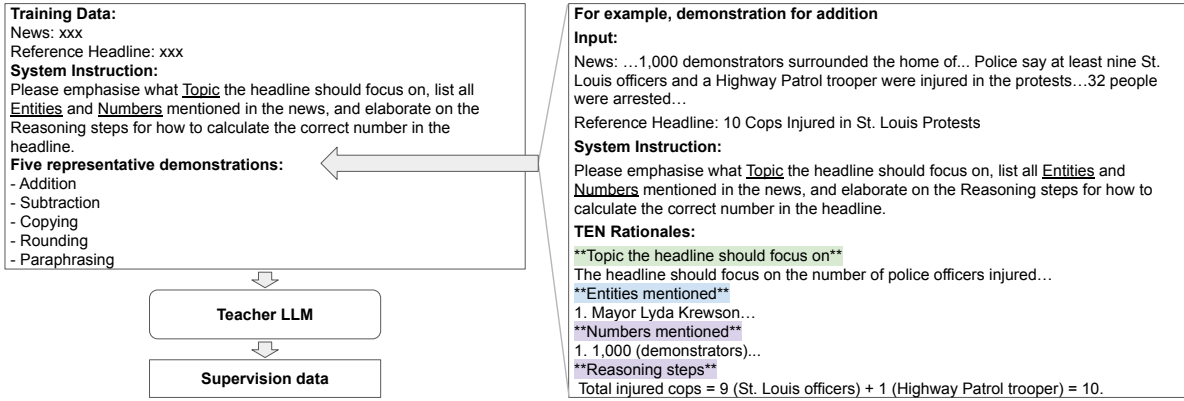 Training Data:
News: xxx
Reference Headline: xxx
System Instruction:
Please emphasise what Topic the headline should focus on, list all
Entities and Numbers mentioned in the news, and elaborate on the
Reasoning steps for how to calculate the correct number in the
headline.
Five representative demonstrations:
- Addition
- Subtraction
- Copying
- Rounding
- Paraphrasing
Teacher LLM
Supervision data
For example, demonstration for addition
Input:
News: …1,000 demonstrators surrounded the home of... Police say at least nine St.
Louis officers and a Highway Patrol trooper were injured in the protests…32 people
were arrested…
Reference Headline: 10 Cops Injured in St. Louis Protests
System Instruction:
Please emphasise what Topic the headline should focus on, list all Entities and
Numbers mentioned in the news, and elaborate on the Reasoning steps for how to
calculate the correct number in the headline.
TEN Rationales:
**Topic the headline should focus on**
The headline should focus on the number of police officers injured…
**Entities mentioned**
1. Mayor Lyda Krewson…
**Numbers mentioned**
1. 1,000 (demonstrators)...
**Reasoning steps**
Total injured cops = 9 (St. Louis officers) + 1 (Highway Patrol trooper) = 10.